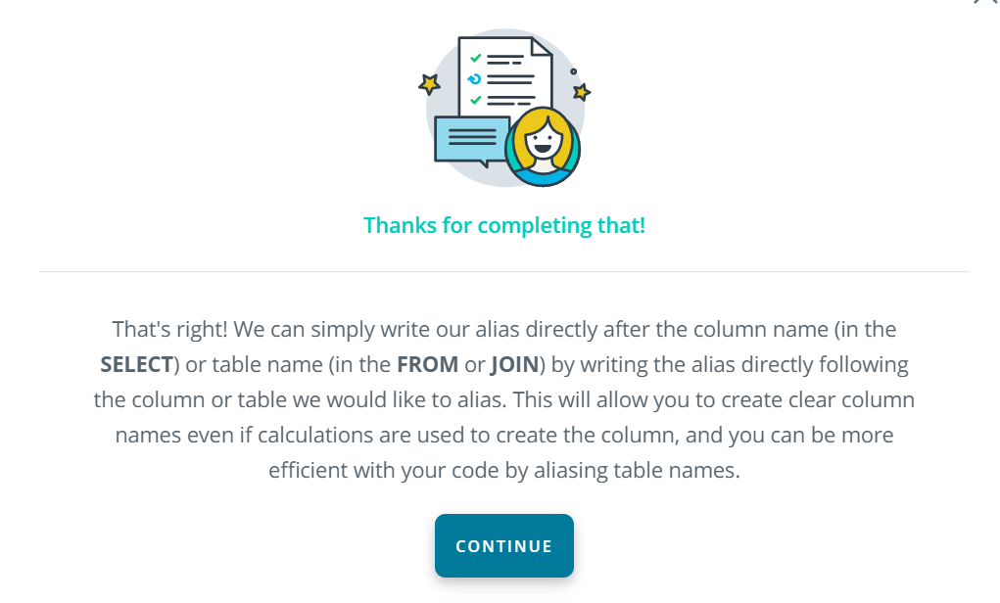 Thanks for completing that!
That's right! We can simply write our alias directly after the column name (in the
SELECT) or table name (in the FROM or JOIN) by writing the alias directly following
the column or table we would like to alias. This will allow you to create clear column
names even if calculations are used to create the column, and you can be more
efficient with your code by aliasing table names.
CONTINUE